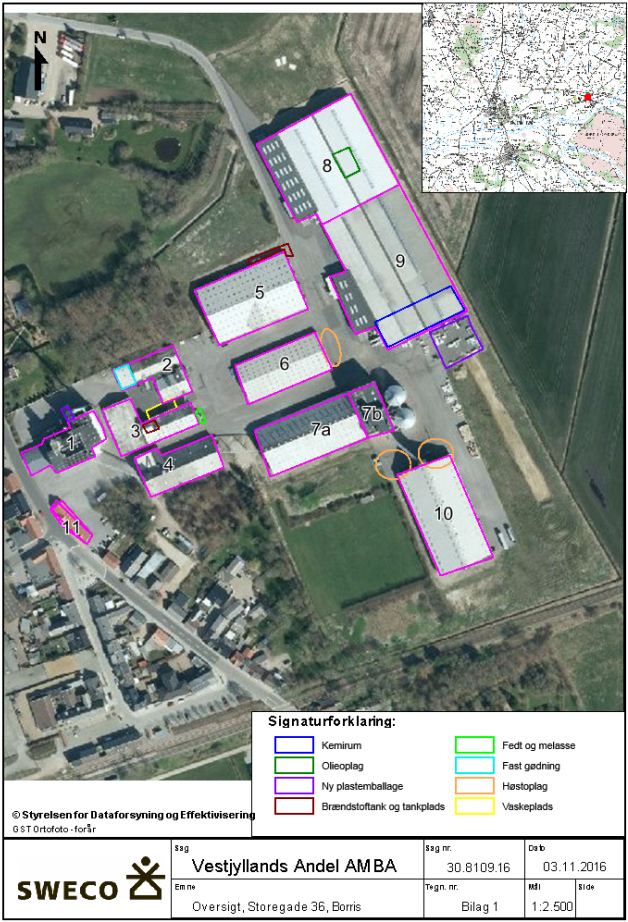 N
8
9
5
6
2
7b
7a
3
1
4
10
11
Signaturforklaring:
Kemirum
Olieoplag
Ny plastemballage
Brændstoftank og tankplads
Fedt og melasse
Fast gødning
Høstoplag
Vaskeplads
© Styrelsen for Dataforsyning og Effektivisering
GST Ortofoto - forår
SWECO
Sag
Vestjyllands Andel AMBA
Sag nr.
30.8109.16
Dato
03.11.2016
Emne
Oversigt, Storegade 36, Borris
Tegn. nr.
Bilag 1
Mål
1:2.500
Side